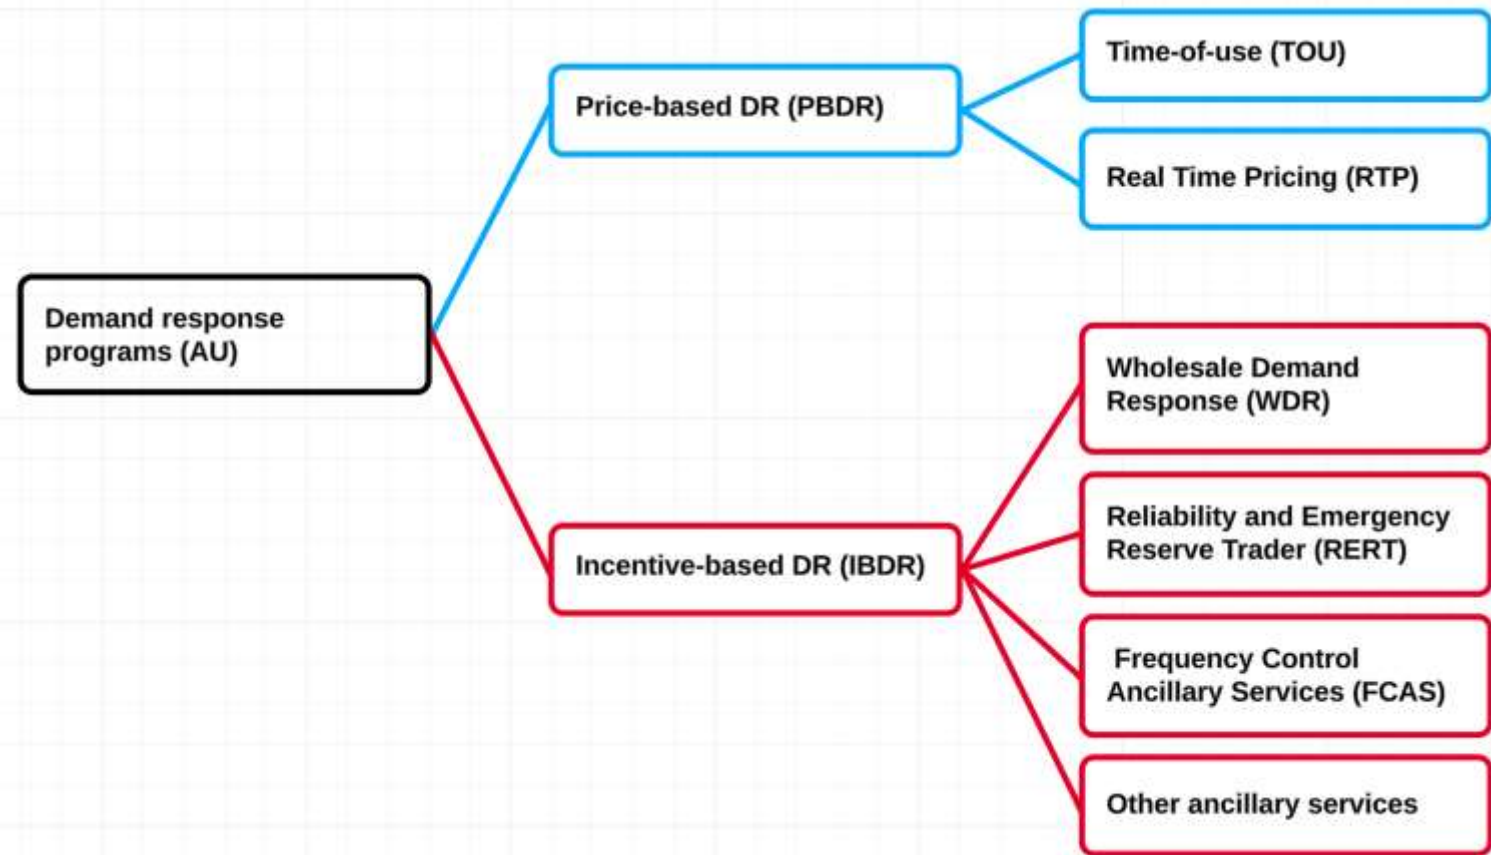 Time-of-use (TOU)
Price-based DR (PBDR)
Real Time Pricing (RTP)
Demand response
programs (AU)
Wholesale Demand
Response (WDR)
Reliability and Emergency
Reserve Trader (RERT)
Incentive-based DR (IBDR)
Frequency Control
Ancillary Services (FCAS)
Other ancillary services